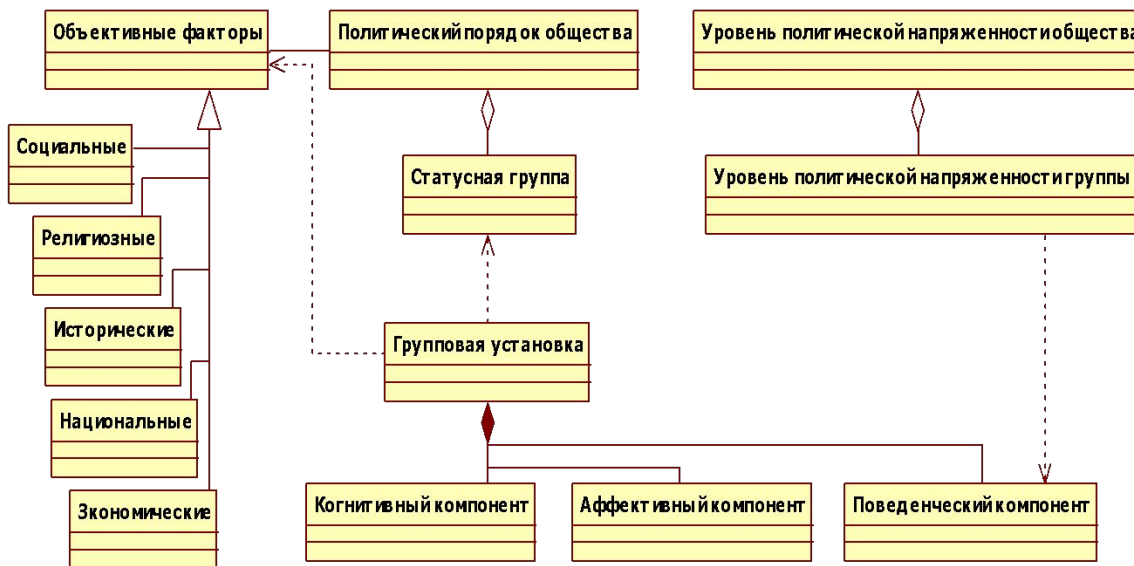 Объективные факторы
Политический порядок общества
Уровень политической напряженности общества
Социальные
Статусная группа
Уровень политической напряженности группы
Религиозные
Исторические
Групповая установка
Национальные
Когнитивный компонент
Аффективный компонент
Поведенческий компонент
Экономические